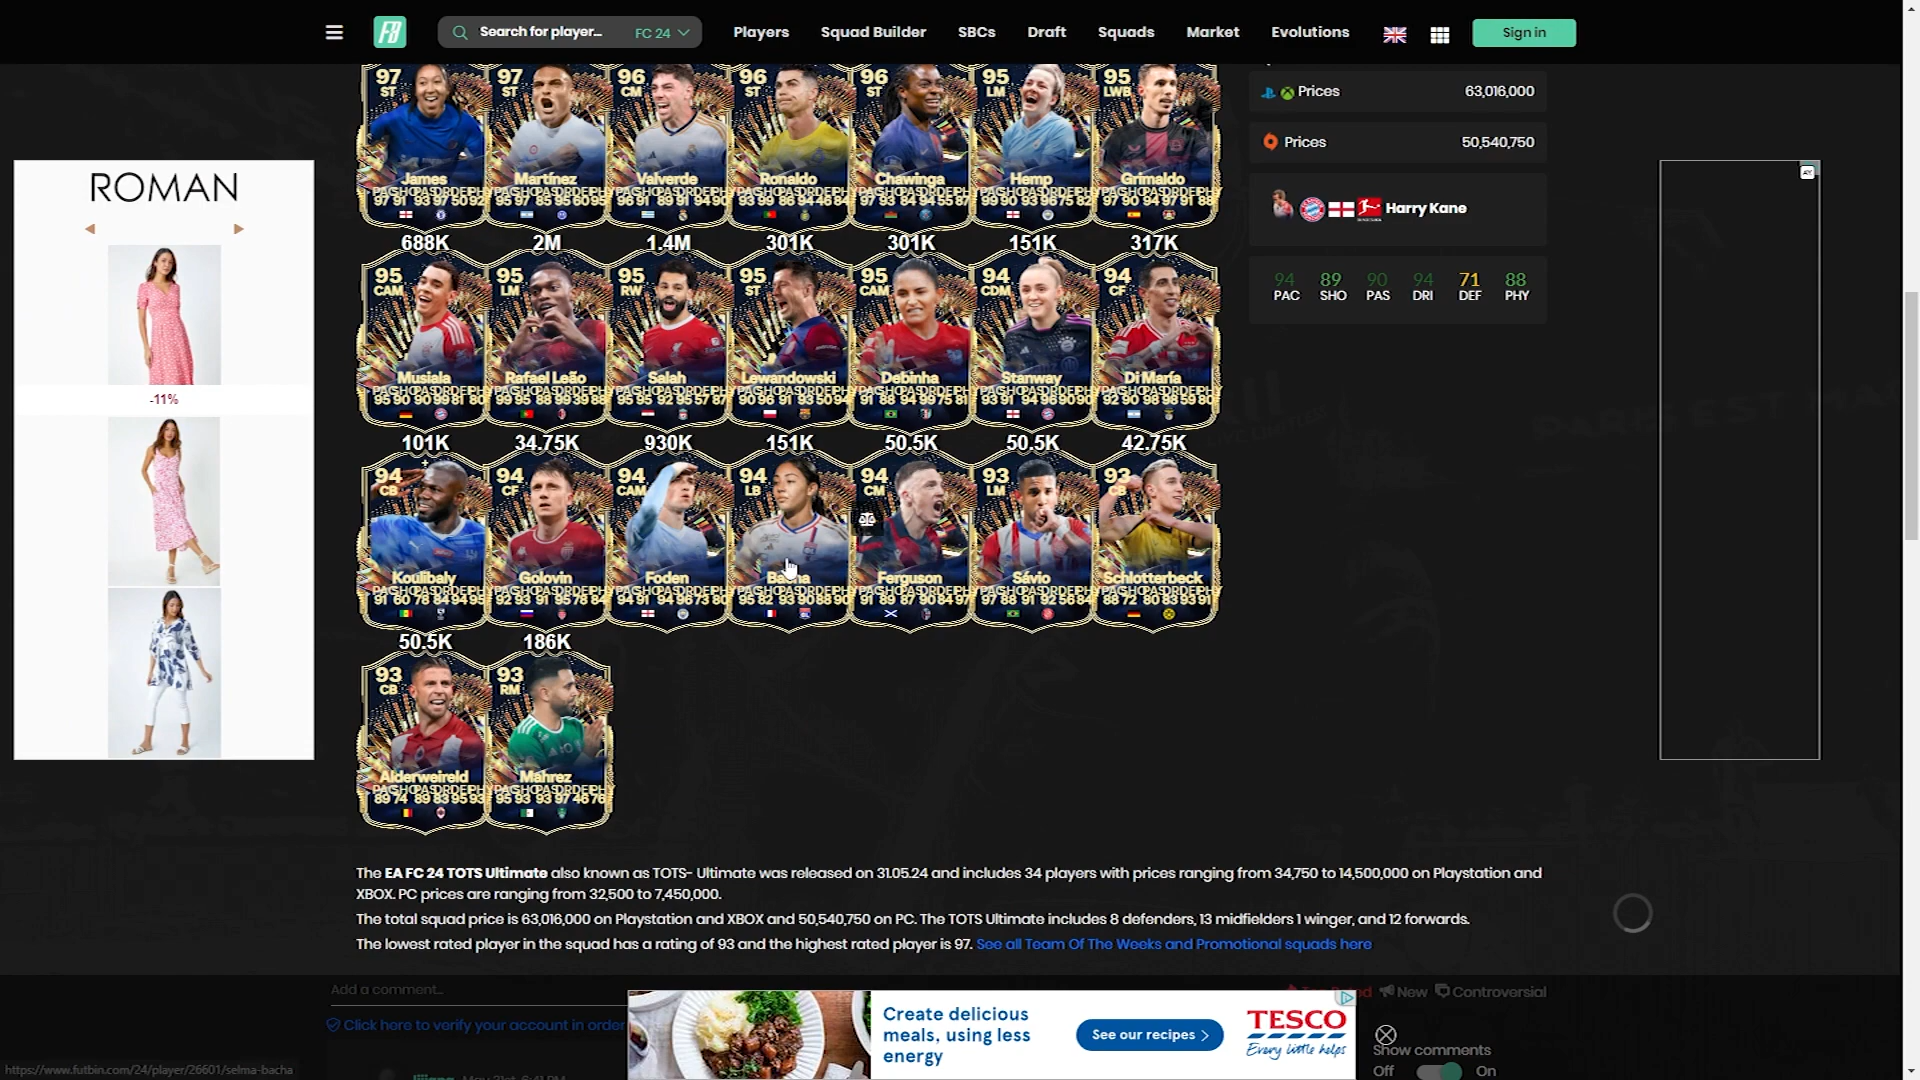 FB
Search for player...
FC 24
Players
Squad Builder
SBCs
Draft
Squads
Market
Evolutions
Sign in
97 ST
97 ST
96 CM
96 ST
96 ST
95 LM
95 LWB
James
Martínez
Valverde
Ronaldo
Chawinga
Hemp
Grimaldo
Prices 63,016,000
Prices 50,540,750
Harry Kane
94 89 90 94 71 88
PAC SHO PAS DRI DEF PHY
688K 2M 1.4M 301K 301K 151K 317K
95 CAM
95 LM
95 RW
95 ST
95 CAM
94 CDM
94 CF
Musiala
Rafael Leão
Salah
Lewandowski
Debinha
Stanway
Di María
101K 34.75K 930K 151K 50.5K 50.5K 42.75K
94 CB
94 CF
94 CAM
94 LB
94 CM
93 LM
93 CB
Koulibaly
Golovin
Foden
Bacha
Ferguson
Sávio
Schlotterbeck
50.5K 186K
93 CB
93 RM
Alderweireld
Mahrez
ROMAN
-11%
The EA FC 24 TOTS Ultimate also known as TOTS- Ultimate was released on 31.05.24 and includes 34 players with prices ranging from 34,750 to 14,500,000 on Playstation and
XBOX. PC prices are ranging from 32,500 to 7,450,000.
The total squad price is 63,016,000 on Playstation and XBOX and 50,540,750 on PC. The TOTS Ultimate includes 8 defenders, 13 midfielders 1 winger, and 12 forwards.
The lowest rated player in the squad has a rating of 93 and the highest rated player is 97. See all Team Of The Weeks and Promotional squads here
Add a comment...
New
Controversial
Click here to verify your account in order
Create delicious
meals, using less
energy
See our recipes
TESCO
Every little helps
Show comments
Off On
https://www.futbin.com/24/player/26601/selma-bacha